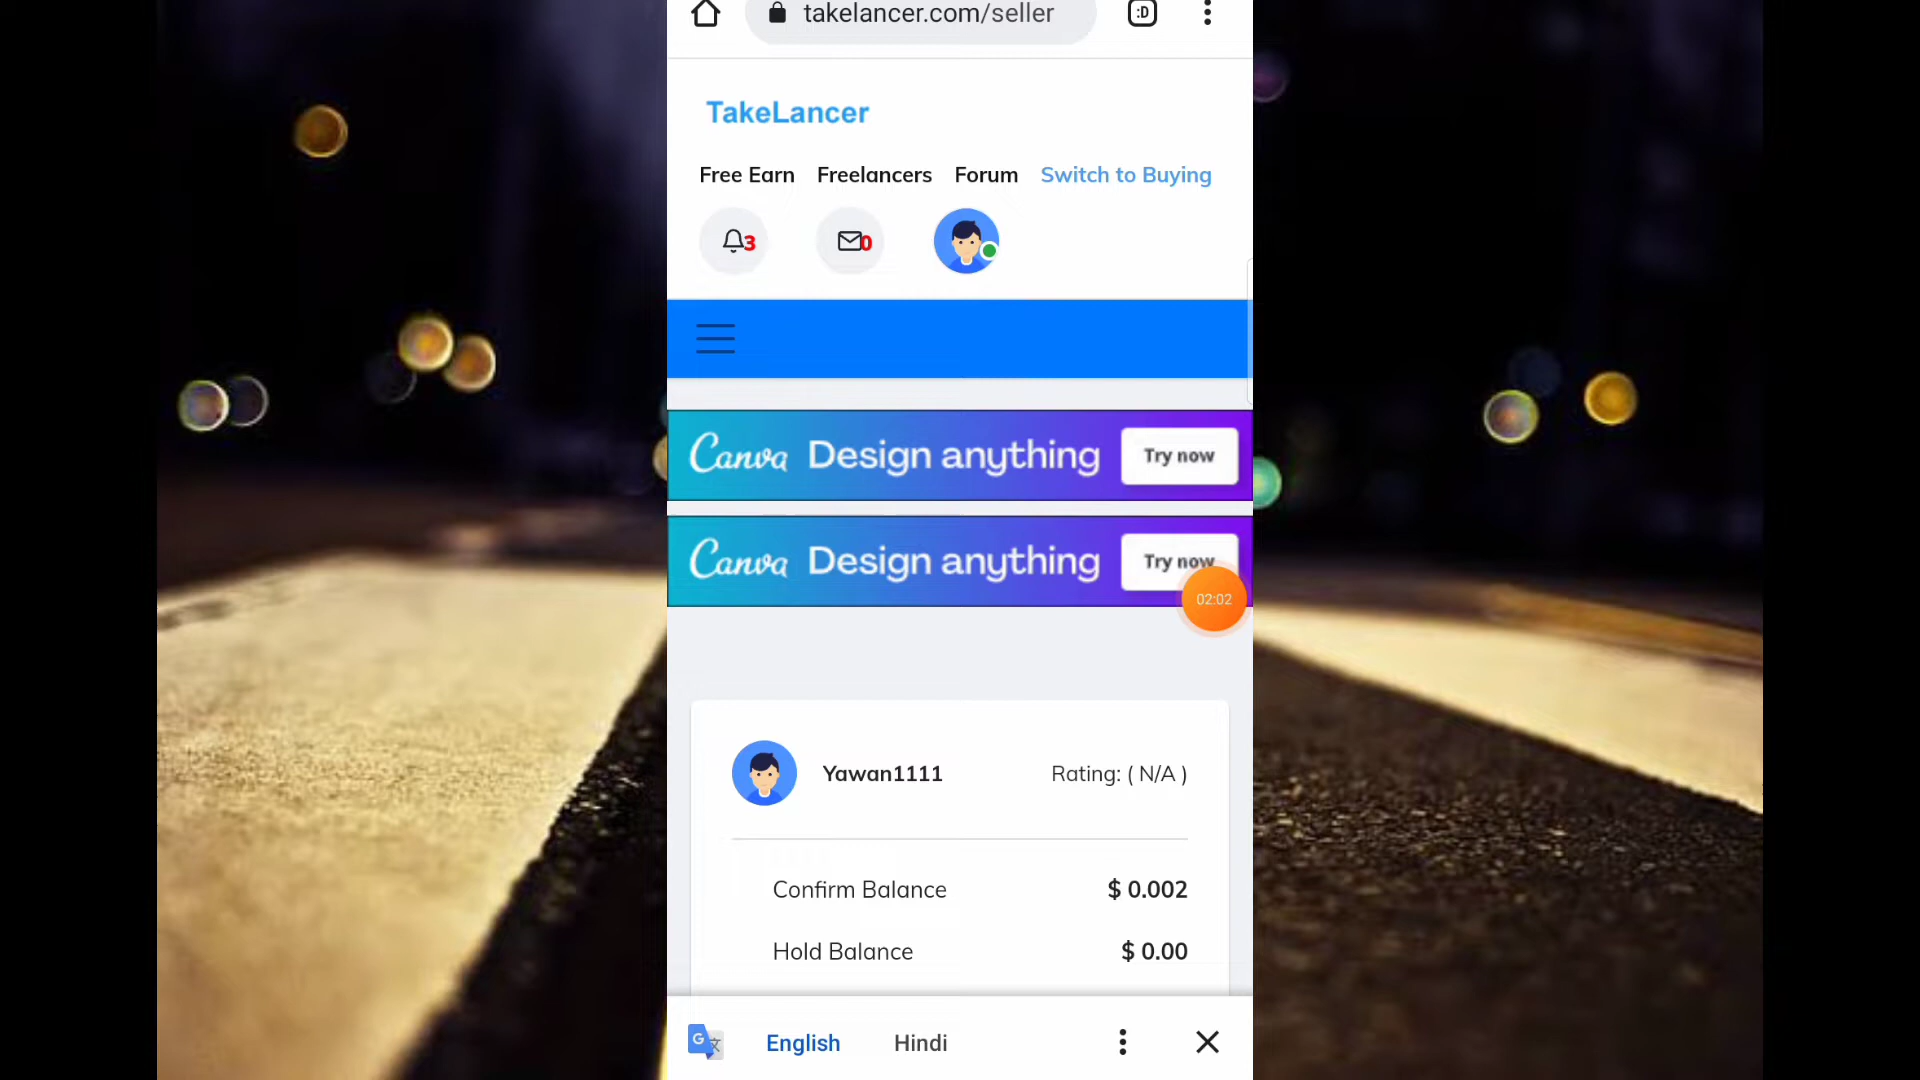 takelancer.com/seller
:D
TakeLancer
Free Earn Freelancers Forum Switch to Buying
3 0
Canva Design anything Try now
Canva Design anything Try now
02:02
Yawan1111 Rating: ( N/A )
Confirm Balance $ 0.002
Hold Balance $ 0.00
G English Hindi